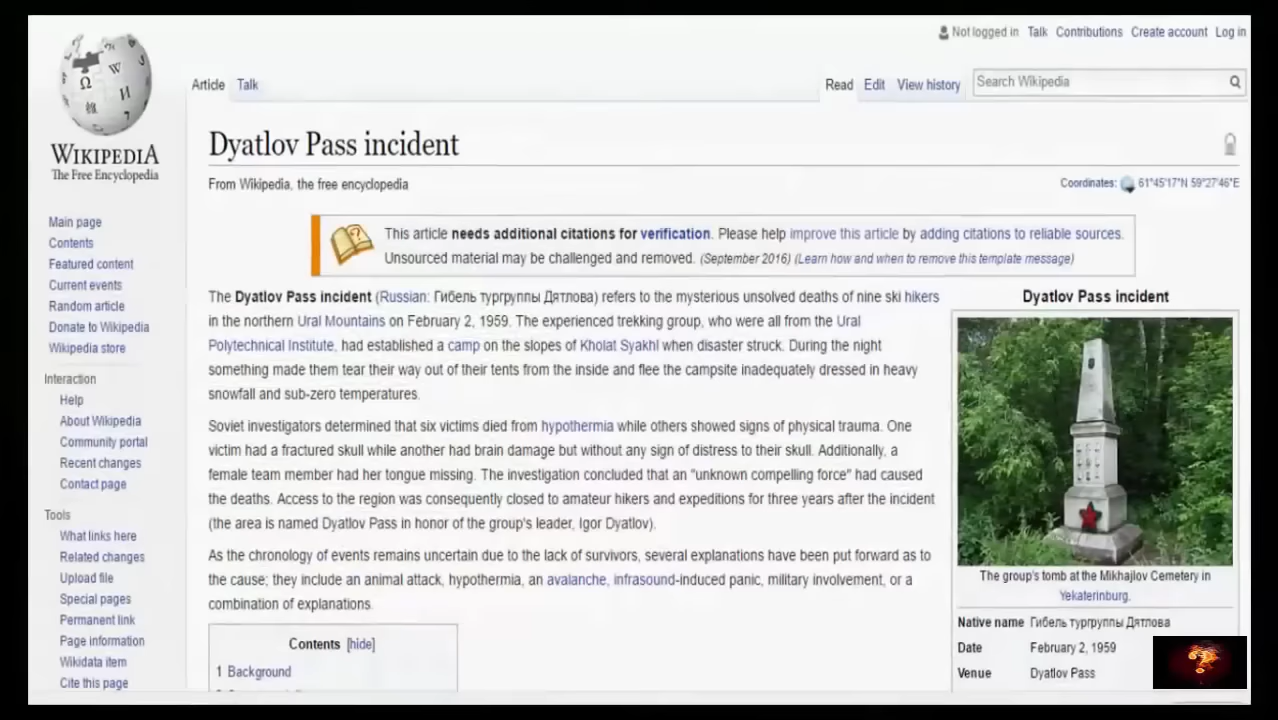 Not logged in Talk Contributions Create account Log in
Article Talk Read Edit View history Search Wikipedia
WIKIPEDIA
The Free Encyclopedia
Dyatlov Pass incident
From Wikipedia, the free encyclopedia
Coordinates: 61°45'17"N 59°27'46"E
Main page
Contents
Featured content
Current events
Random article
Donate to Wikipedia
Wikipedia store
Interaction
Help
About Wikipedia
Community portal
Recent changes
Contact page
Tools
What links here
Related changes
Upload file
Special pages
Permanent link
Page information
Wikidata item
Cite this page
This article needs additional citations for verification. Please help improve this article by adding citations to reliable sources.
Unsourced material may be challenged and removed. (September 2016) (Learn how and when to remove this template message)
The Dyatlov Pass incident (Russian: Гибель тургруппы Дятлова) refers to the mysterious unsolved deaths of nine ski hikers
in the northern Ural Mountains on February 2, 1959. The experienced trekking group, who were all from the Ural
Polytechnical Institute, had established a camp on the slopes of Kholat Syakhl when disaster struck. During the night
something made them tear their way out of their tents from the inside and flee the campsite inadequately dressed in heavy
snowfall and sub-zero temperatures.
Soviet investigators determined that six victims died from hypothermia while others showed signs of physical trauma. One
victim had a fractured skull while another had brain damage but without any sign of distress to their skull. Additionally, a
female team member had her tongue missing. The investigation concluded that an "unknown compelling force" had caused
the deaths. Access to the region was consequently closed to amateur hikers and expeditions for three years after the incident
(the area is named Dyatlov Pass in honor of the group's leader, Igor Dyatlov).
As the chronology of events remains uncertain due to the lack of survivors, several explanations have been put forward as to
the cause; they include an animal attack, hypothermia, an avalanche, infrasound-induced panic, military involvement, or a
combination of explanations.
Contents [hide]
1 Background
Dyatlov Pass incident
The group's tomb at the Mikhajlov Cemetery in
Yekaterinburg.
Native name Гибель тургруппы Дятлова
Date February 2, 1959
Venue Dyatlov Pass